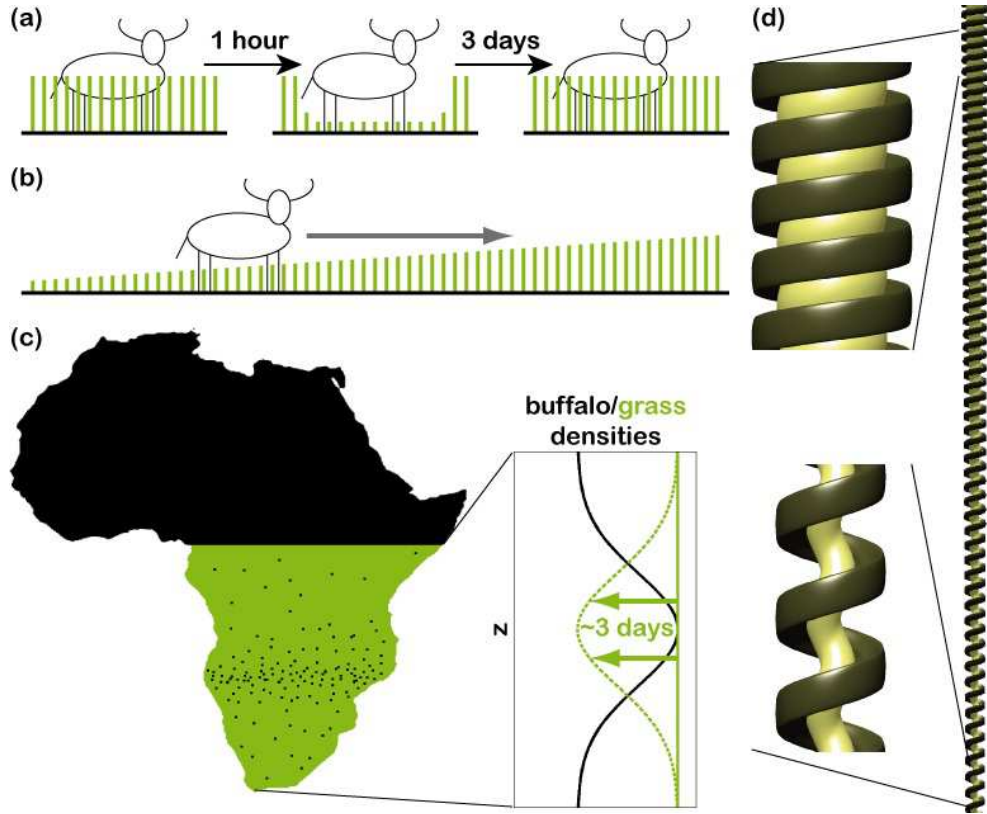 (a)
1 hour
3 days
(b)
(c)
buffalo/grass
densities
z
~3 days
(d)